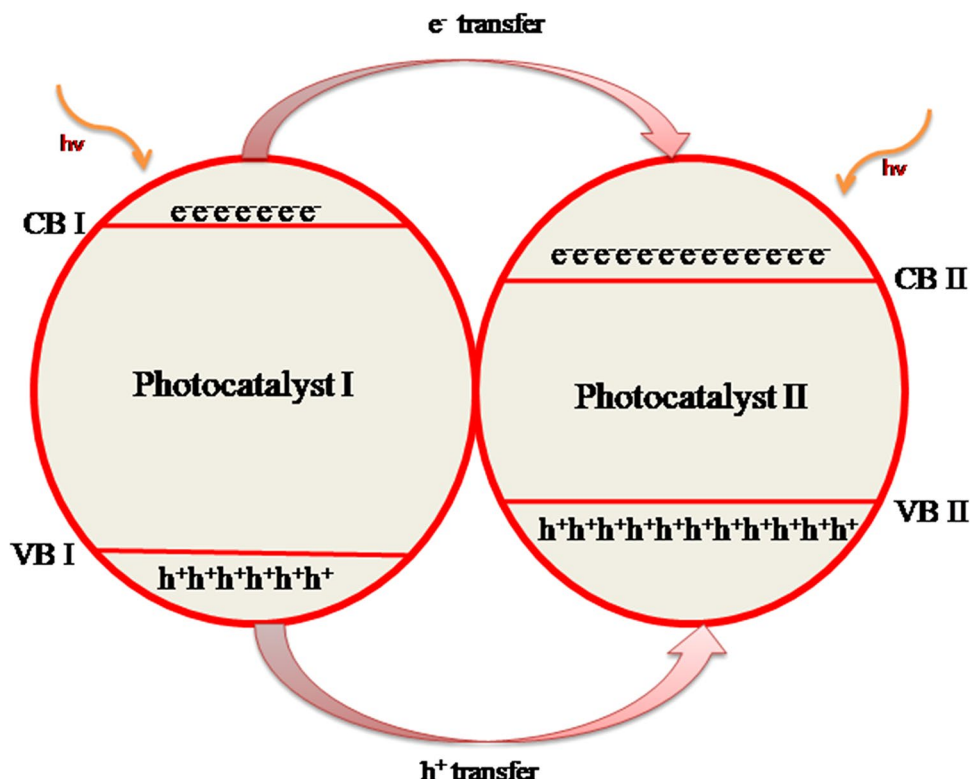 e⁻ transfer
hv
hv
e⁻e⁻e⁻e⁻e⁻e⁻e⁻
CB I
e⁻e⁻e⁻e⁻e⁻e⁻e⁻e⁻e⁻e⁻e⁻e⁻e⁻
CB II
Photocatalyst I
Photocatalyst II
VB II
h⁺h⁺h⁺h⁺h⁺h⁺h⁺h⁺h⁺h⁺h⁺
VB I
h⁺h⁺h⁺h⁺h⁺h⁺
h⁺ transfer